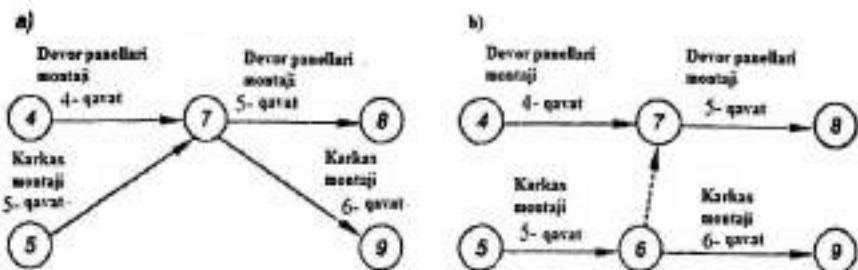 a)
Devor panellari
montaji
4- qavat
Devor panellari
montaji
5- qavat
4
7
8
Karkas
montaji
5- qavat
Karkas
montaji
6- qavat
5
9
b)
Devor panellari
montaji
4- qavat
Devor panellari
montaji
5- qavat
4
7
8
Karkas
montaji
5- qavat
Karkas
montaji
6- qavat
5
6
9